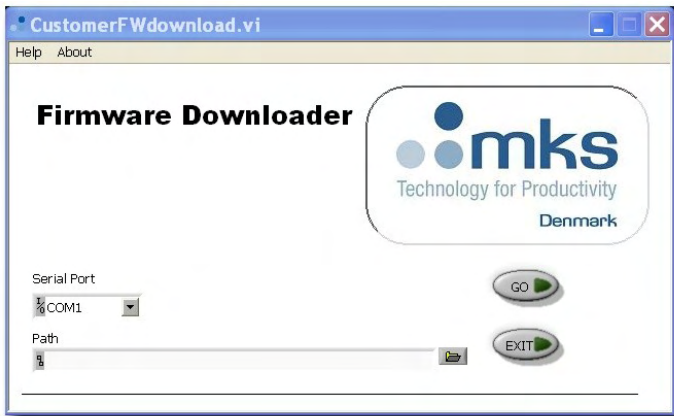 CustomerFWdownload.vi
Help About
Firmware Downloader
mks
Technology for Productivity
Denmark
Serial Port
I/O COM1
GO
Path
EXIT